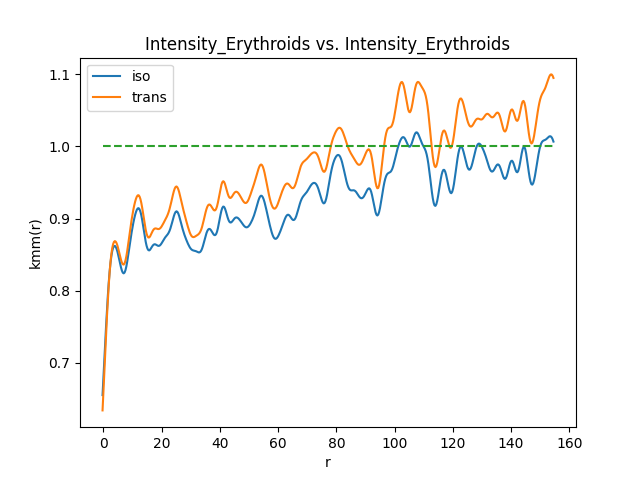 Intensity_Erythroids vs. Intensity_Erythroids
iso
trans
1.1
1.0
0.9
0.8
0.7
kmm(r)
0 20 40 60 80 100 120 140 160
r